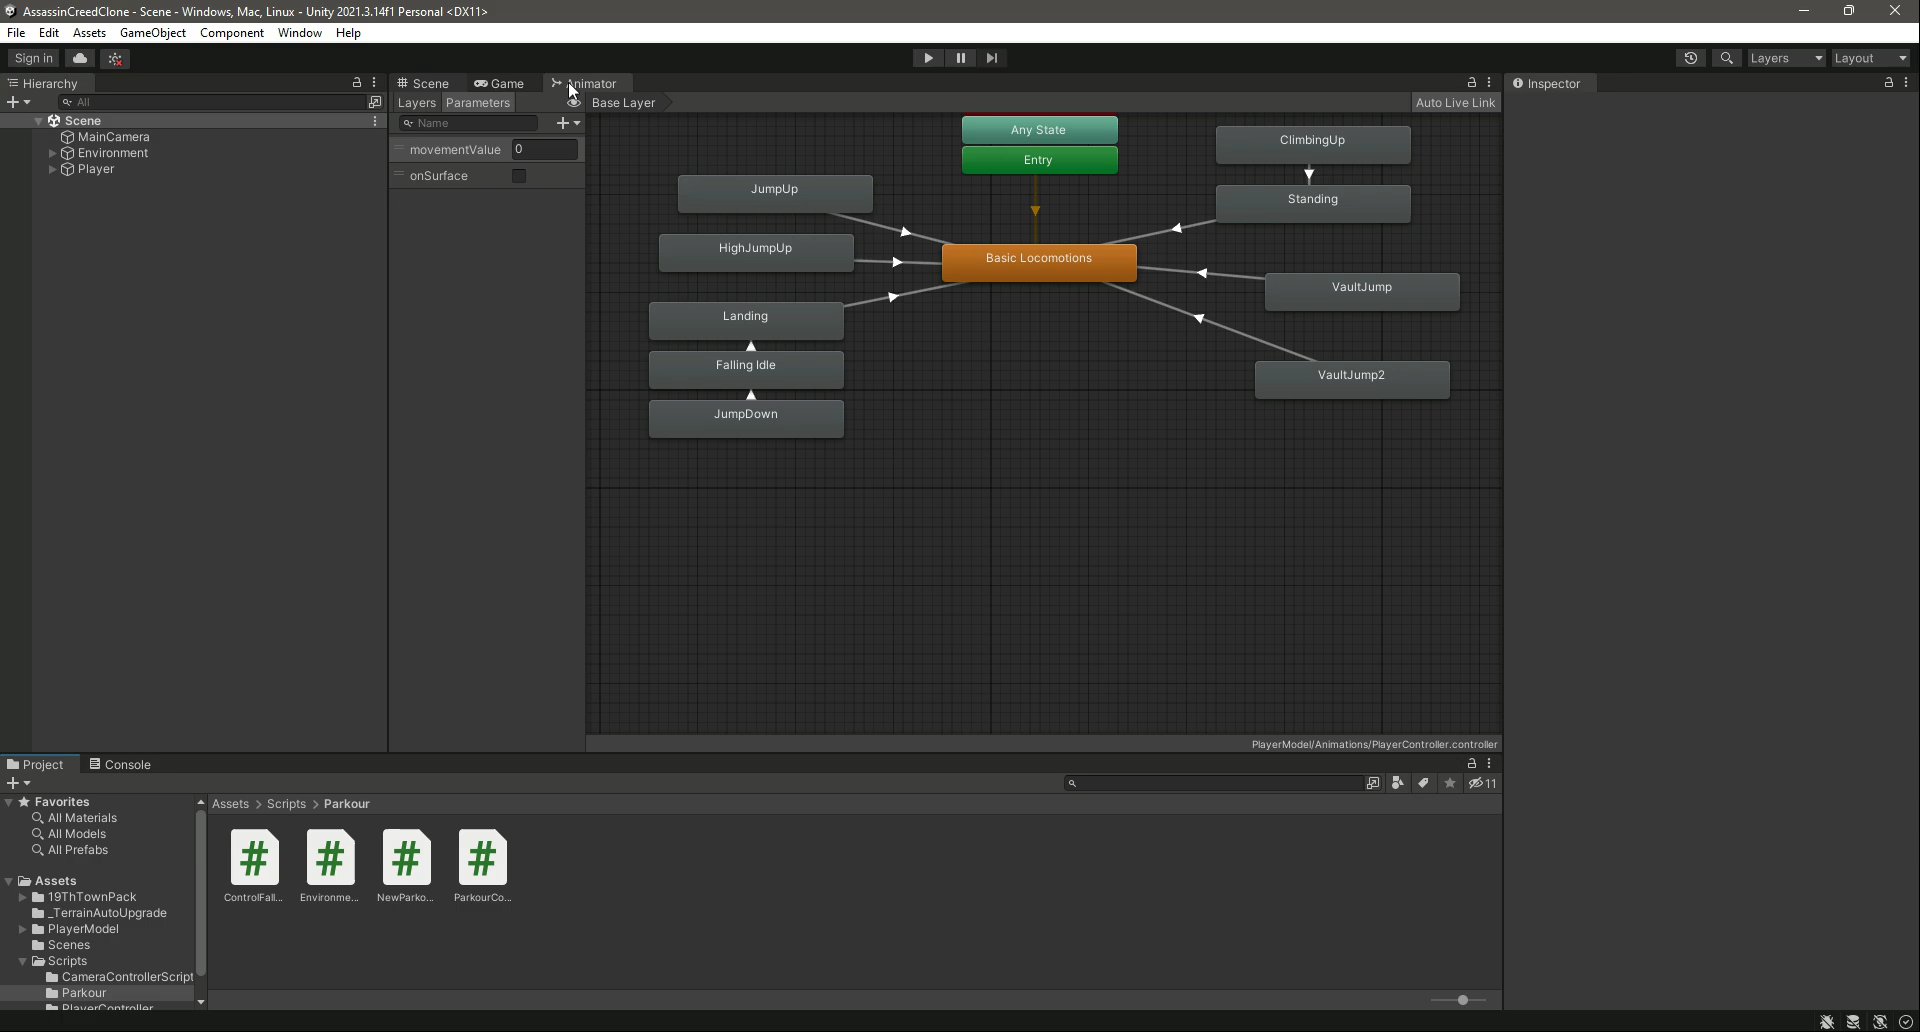 AssassinCreedClone - Scene - Windows, Mac, Linux - Unity 2021.3.14f1 Personal <DX11>
File Edit Assets GameObject Component Window Help
Sign in
Layers Layout
Hierarchy
All
Scene
MainCamera
Environment
Player
Scene Game Animator
Layers Parameters Base Layer Auto Live Link
Name
movementValue 0
onSurface
Any State
Entry
ClimbingUp
Standing
JumpUp
HighJumpUp
Basic Locomotions
VaultJump
Landing
Falling Idle
VaultJump2
JumpDown
PlayerModel/Animations/PlayerController.controller
Inspector
Project Console
11
Favorites
All Materials
All Models
All Prefabs
Assets
19ThTownPack
_TerrainAutoUpgrade
PlayerModel
Scenes
Scripts
CameraControllerScript
Parkour
PlayerController
Assets > Scripts > Parkour
ControlFall... Environme... NewParko... ParkourCo...